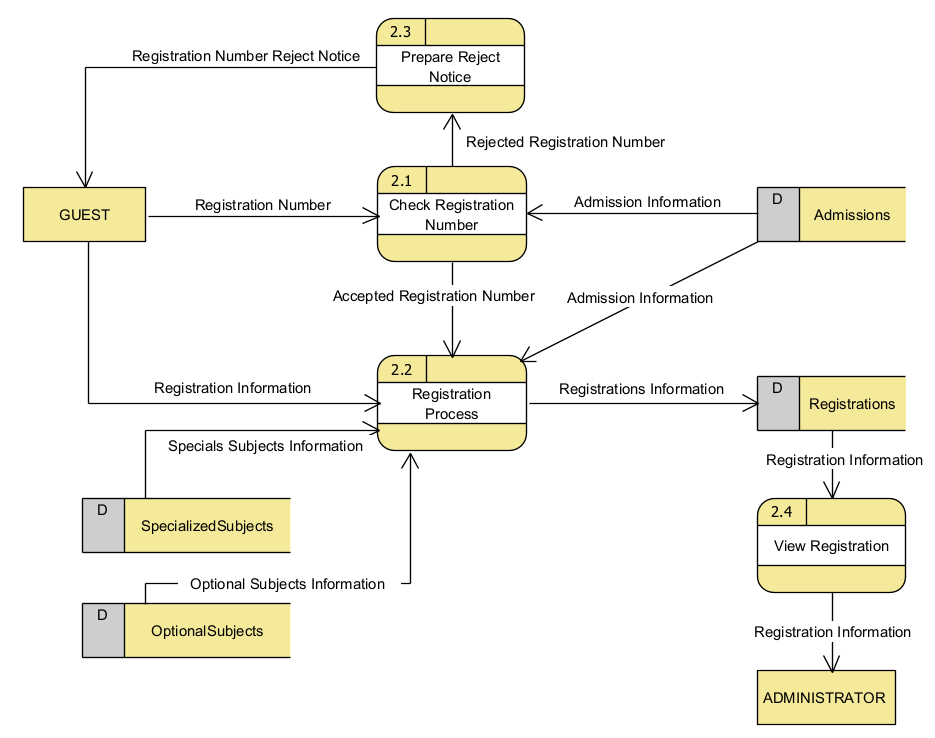 2.3
Registration Number Reject Notice
Prepare Reject
Notice
Rejected Registration Number
2.1
GUEST
Registration Number
Check Registration
Number
Admission Information
D
Admissions
Accepted Registration Number
Admission Information
2.2
Registration Information
Registration
Process
Registrations Information
D
Registrations
Specials Subjects Information
Registration Information
D
SpecializedSubjects
2.4
View Registration
Optional Subjects Information
D
OptionalSubjects
Registration Information
ADMINISTRATOR